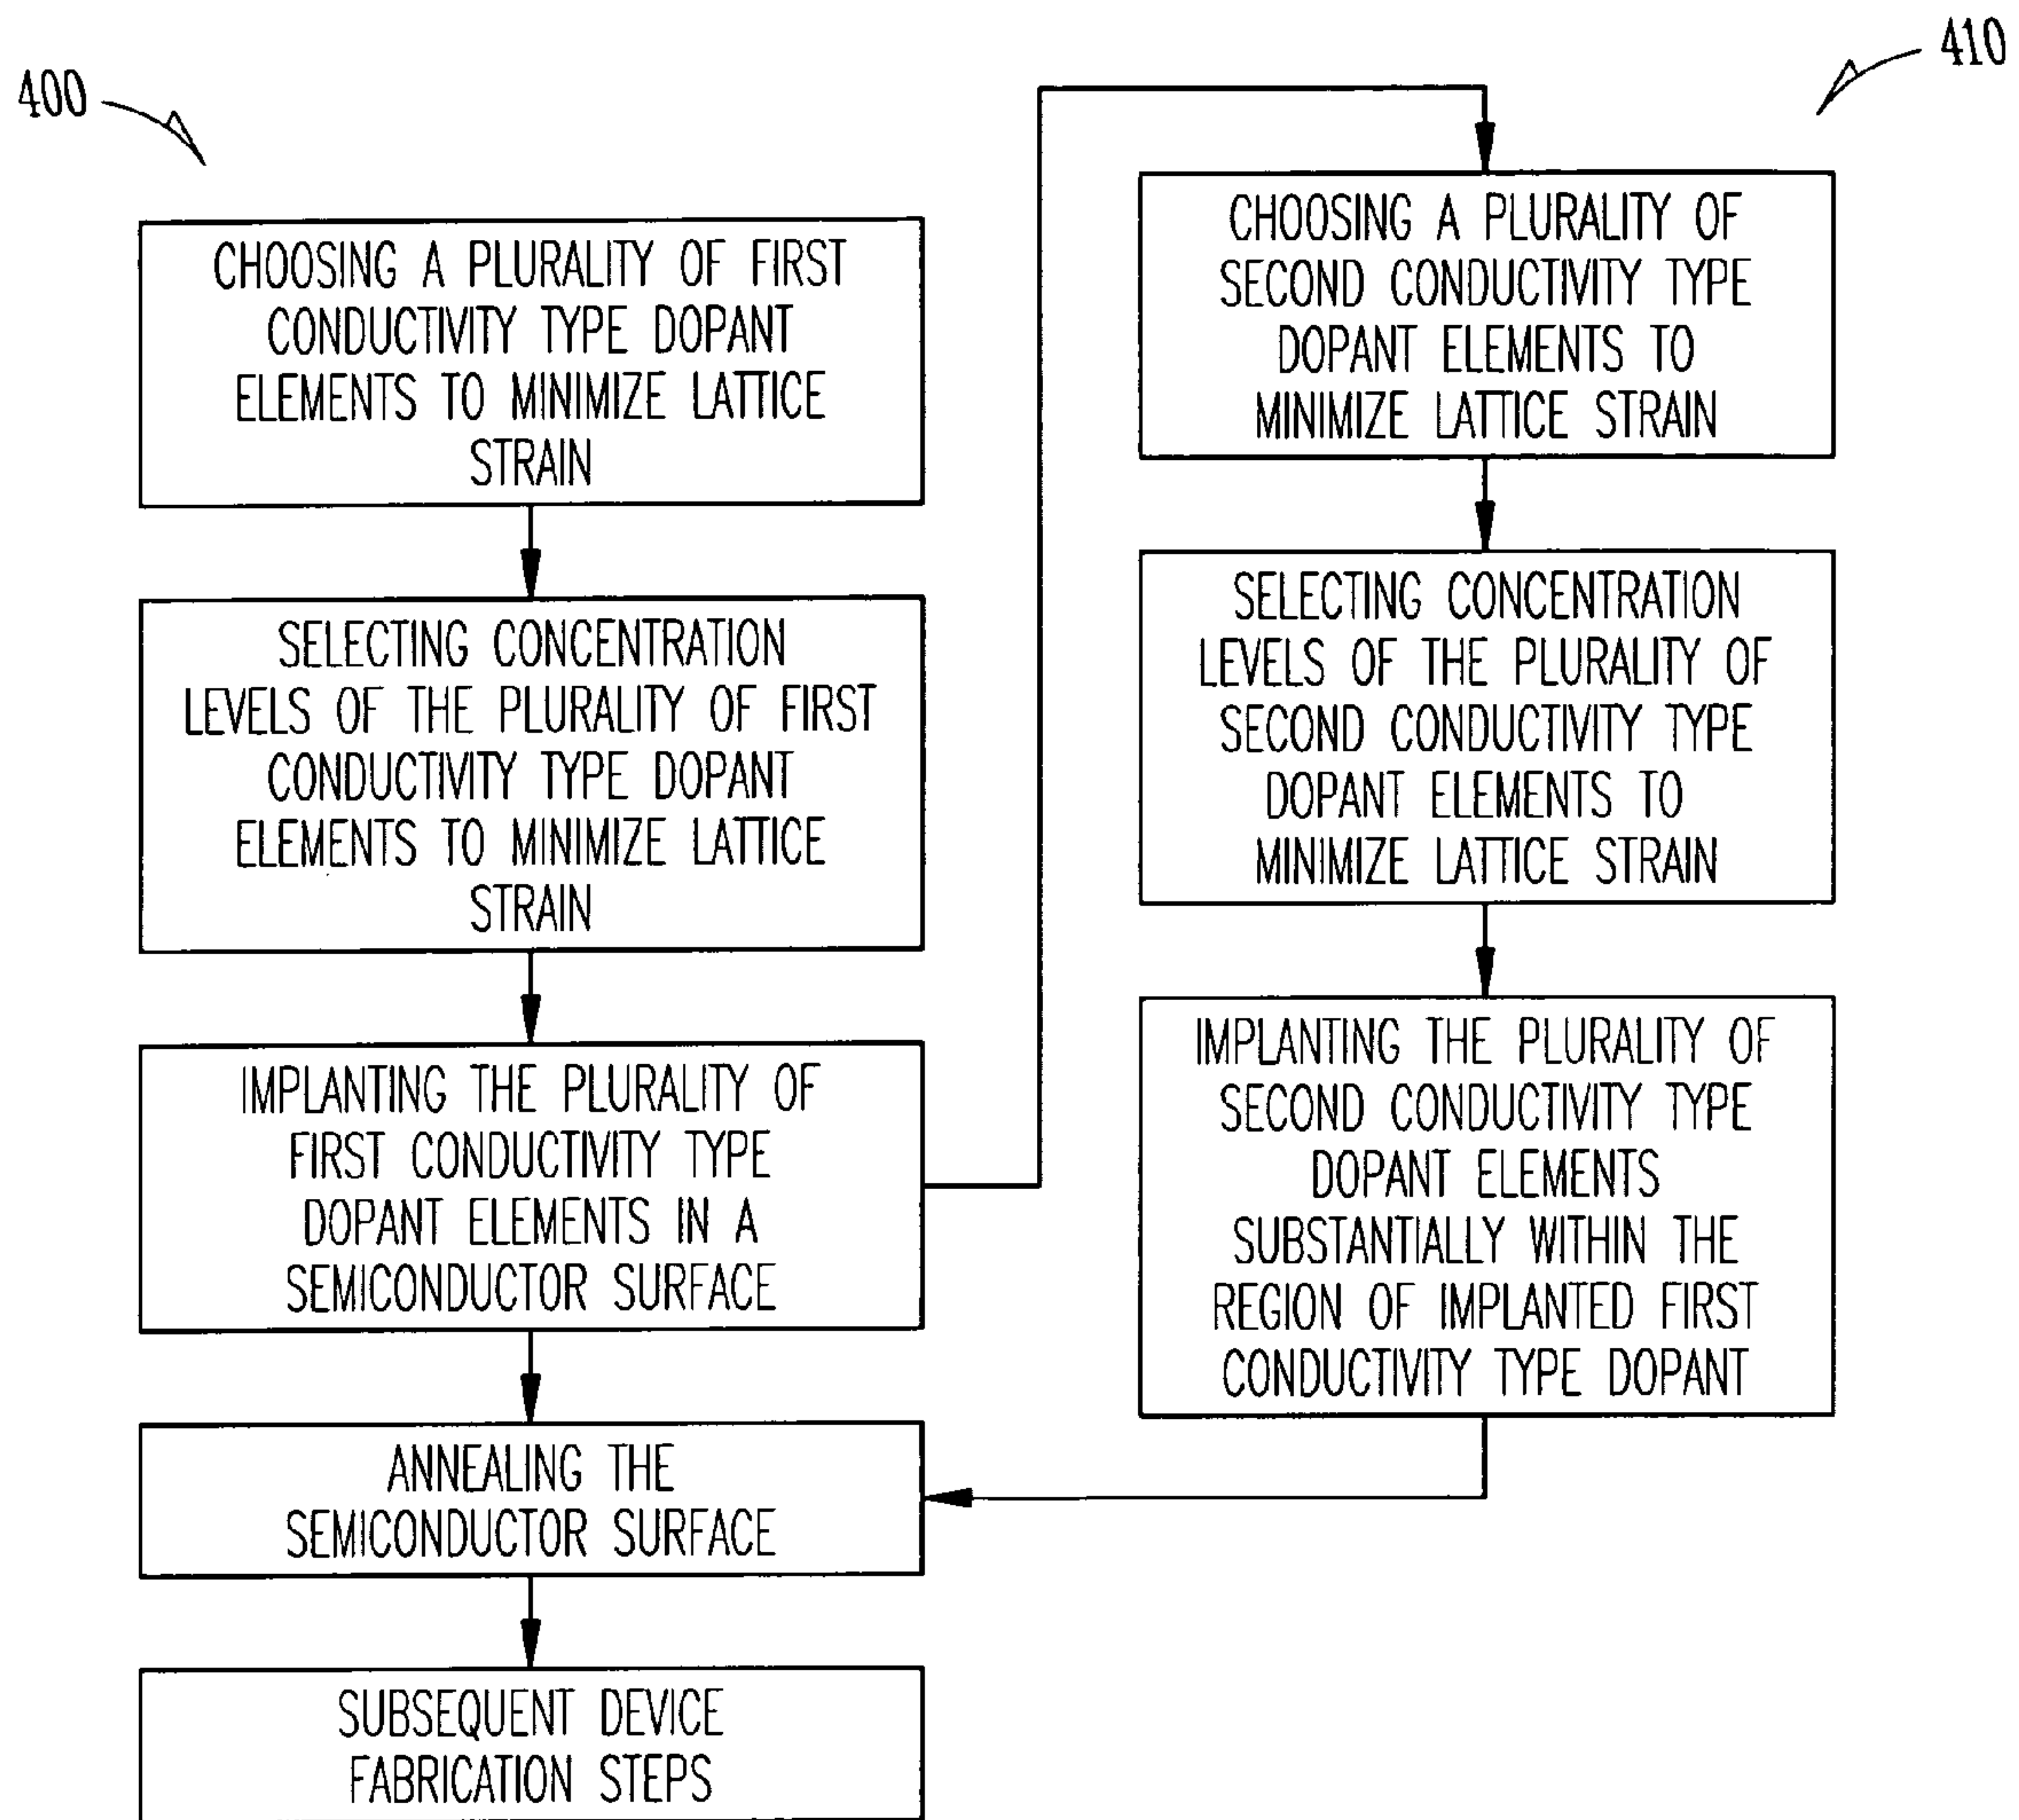 400
CHOOSING A PLURALITY OF FIRST
CONDUCTIVITY TYPE DOPANT
ELEMENTS TO MINIMIZE LATTICE
STRAIN
SELECTING CONCENTRATION
LEVELS OF THE PLURALITY OF FIRST
CONDUCTIVITY TYPE DOPANT
ELEMENTS TO MINIMIZE LATTICE
STRAIN
IMPLANTING THE PLURALITY OF
FIRST CONDUCTIVITY TYPE
DOPANT ELEMENTS IN A
SEMICONDUCTOR SURFACE
ANNEALING THE
SEMICONDUCTOR SURFACE
SUBSEQUENT DEVICE
FABRICATION STEPS
410
CHOOSING A PLURALITY OF
SECOND CONDUCTIVITY TYPE
DOPANT ELEMENTS TO
MINIMIZE LATTICE STRAIN
SELECTING CONCENTRATION
LEVELS OF THE PLURALITY OF
SECOND CONDUCTIVITY TYPE
DOPANT ELEMENTS TO
MINIMIZE LATTICE STRAIN
IMPLANTING THE PLURALITY OF
SECOND CONDUCTIVITY TYPE
DOPANT ELEMENTS
SUBSTANTIALLY WITHIN THE
REGION OF IMPLANTED FIRST
CONDUCTIVITY TYPE DOPANT